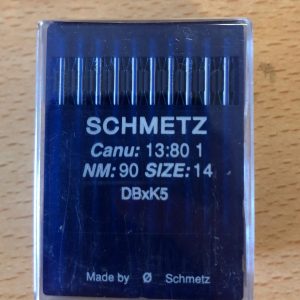 SCHMETZ
Canu: 13:80 1
NM: 90 SIZE: 14
DBxK5
Made by Ø Schmetz